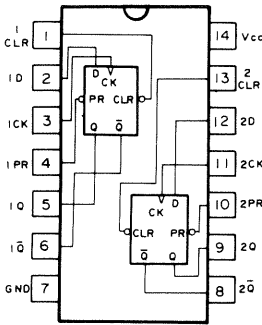 1 CLR 1 14 Vcc
1D 2 D CK 13 2 CLR
1CK 3 PR CLR 12 2D
1PR 4 Q Q̅ 11 2CK
1Q 5 CK D 10 2PR
1Q̅ 6 CLR PR 9 2Q
GND 7 Q̅ Q 8 2Q̅